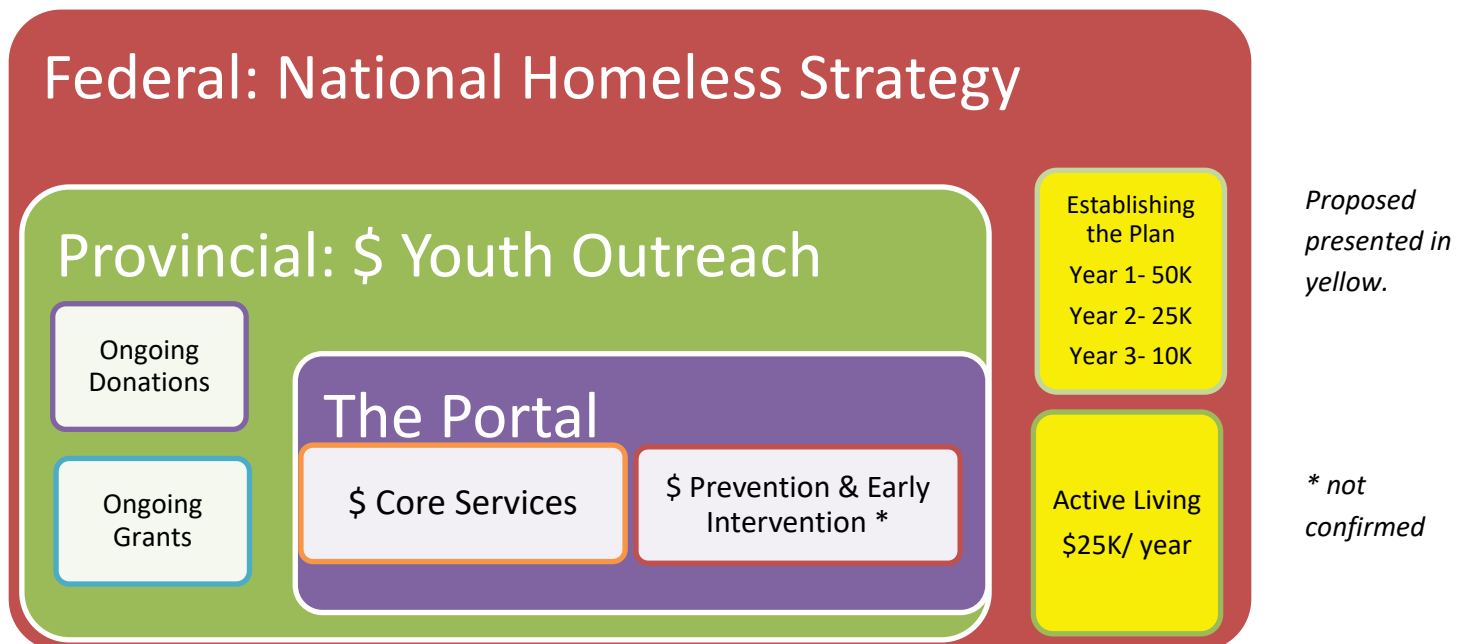 Federal: National Homeless Strategy
Provincial: $ Youth Outreach
Ongoing
Donations
Ongoing
Grants
The Portal
$ Core Services
$ Prevention & Early
Intervention *
Establishing
the Plan
Year 1- 50K
Year 2- 25K
Year 3- 10K
Active Living
$25K/ year
Proposed
presented in
yellow.
* not
confirmed